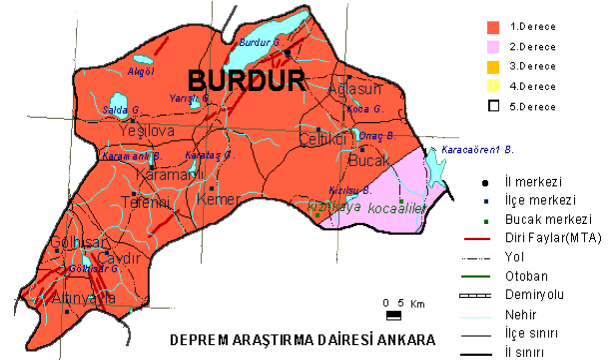 Burdur G.
BURDUR
Akgöl
Ağlasun
Yarışlı G.
Salda G.
Koca G.
Yeşilova
Çeltikci
Onaç B.
Karacaören1 B.
Karamanlı B.
Karataş G.
Bucak
Karamanlı
Tefenni
Kemer
Kızılsu B.
kızılkaya
kocaaliler
Gölhisar
Çavdır
Gölhisar G.
Altınyayla
0 5 Km
DEPREM ARAŞTIRMA DAİRESİ ANKARA
1.Derece
2.Derece
3.Derece
4.Derece
5.Derece
İl merkezi
İlçe merkezi
Bucak merkezi
Diri Faylar(MTA)
Yol
Otoban
Demiryolu
Nehir
İlçe sınırı
İl sınırı